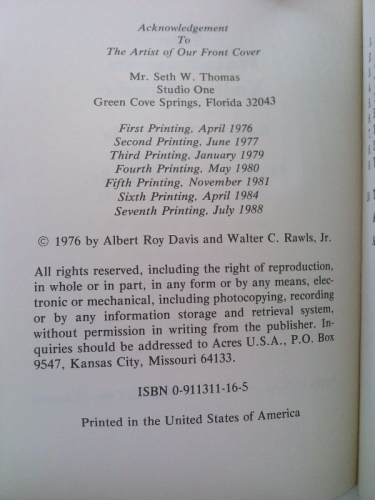 Acknowledgement
To
The Artist of Our Front Cover
Mr. Seth W. Thomas
Studio One
Green Cove Springs, Florida 32043
First Printing, April 1976
Second Printing, June 1977
Third Printing, January 1979
Fourth Printing, May 1980
Fifth Printing, November 1981
Sixth Printing, April 1984
Seventh Printing, July 1988
© 1976 by Albert Roy Davis and Walter C. Rawls, Jr.
All rights reserved, including the right of reproduction,
in whole or in part, in any form or by any means, elec-
tronic or mechanical, including photocopying, recording
or by any information storage and retrieval system,
without permission in writing from the publisher. In-
quiries should be addressed to Acres U.S.A., P.O. Box
9547, Kansas City, Missouri 64133.
ISBN 0-911311-16-5
Printed in the United States of America